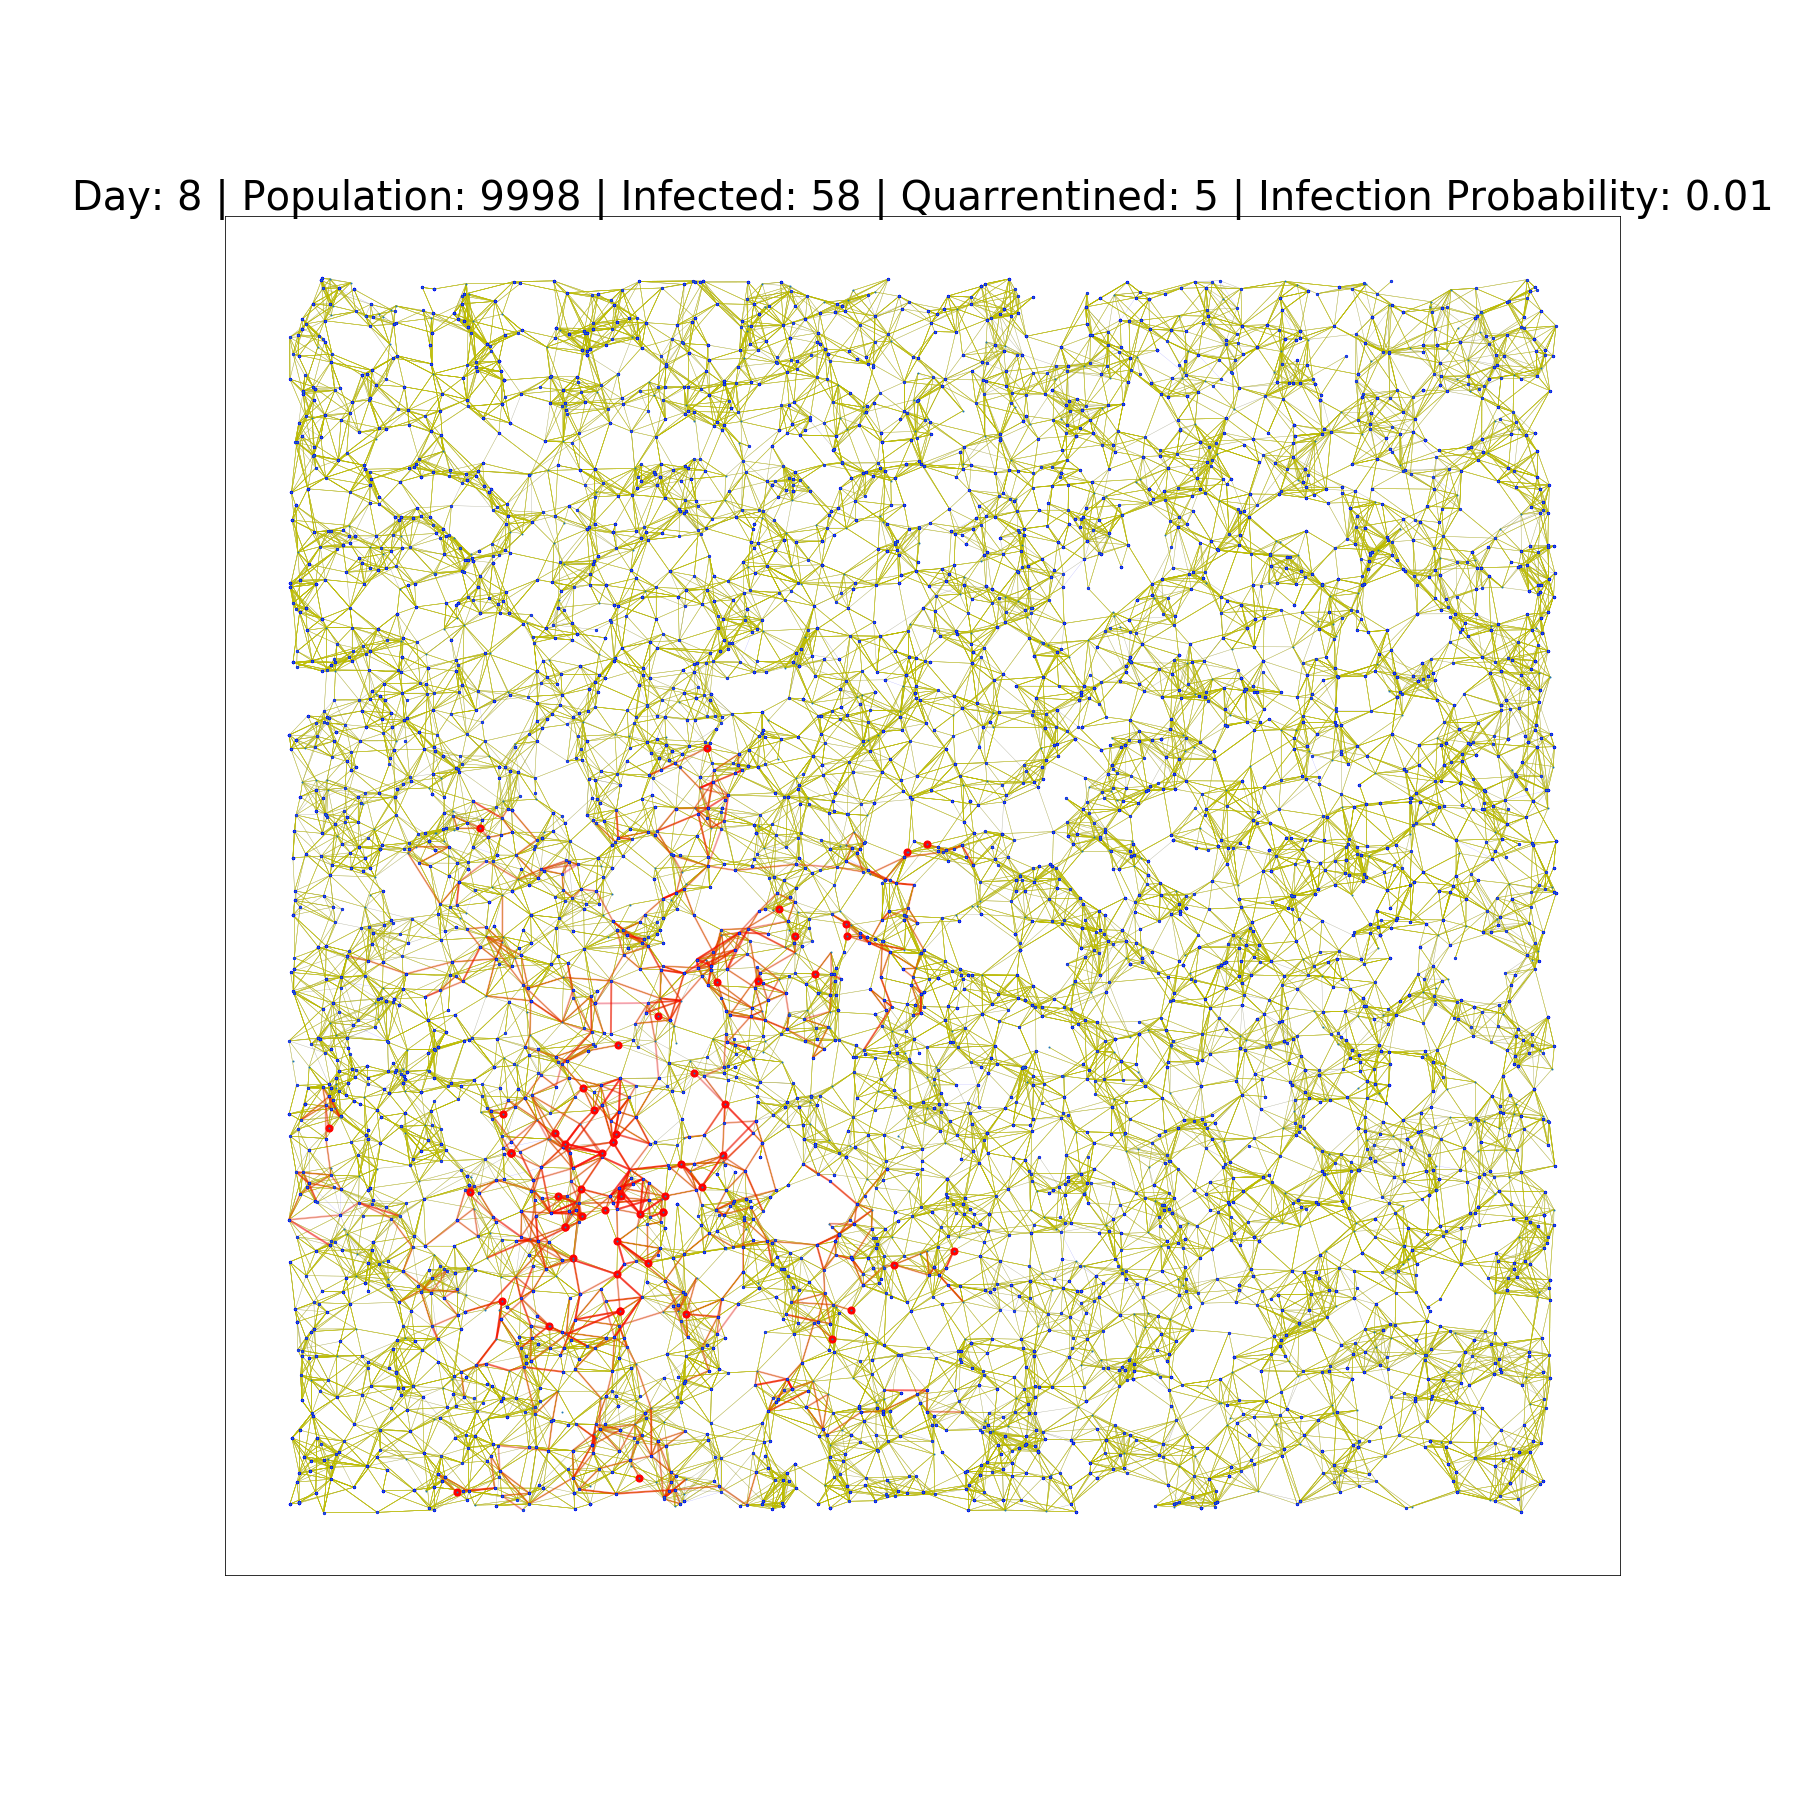 Day: 8 | Population: 9998 | Infected: 58 | Quarrentined: 5 | Infection Probability: 0.01